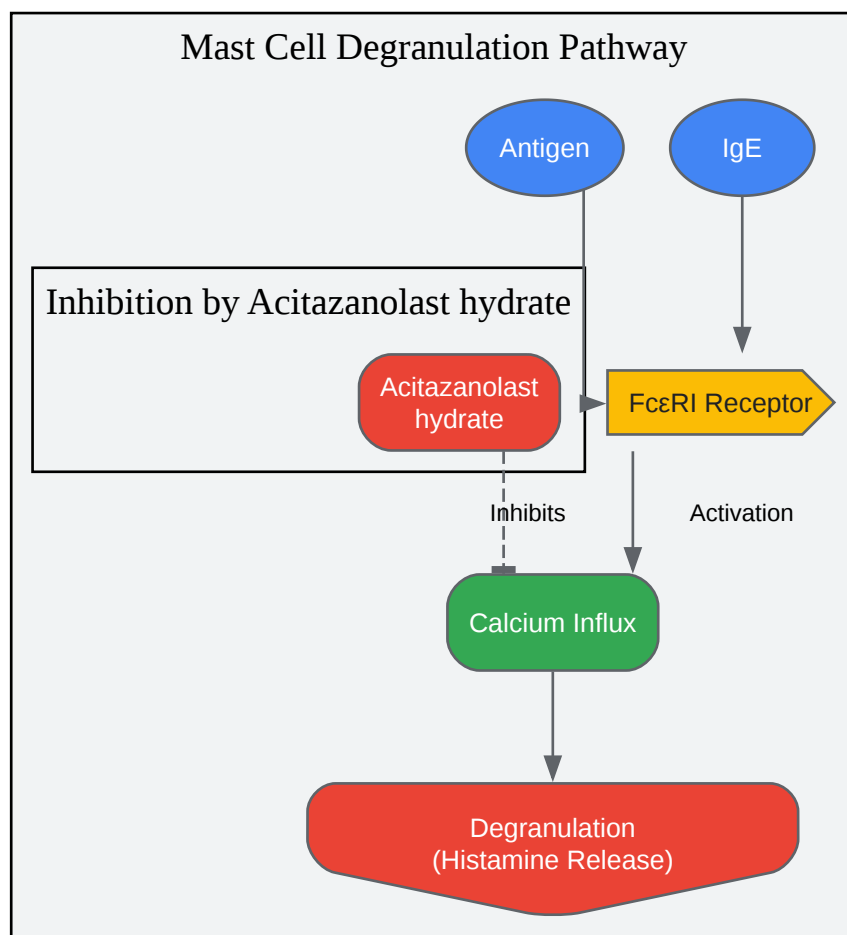 Mast Cell Degranulation Pathway
Antigen
IgE
Inhibition by Acitazanolast hydrate
Acitazanolast
hydrate
FcεRI Receptor
Inhibits
Activation
Calcium Influx
Degranulation
(Histamine Release)